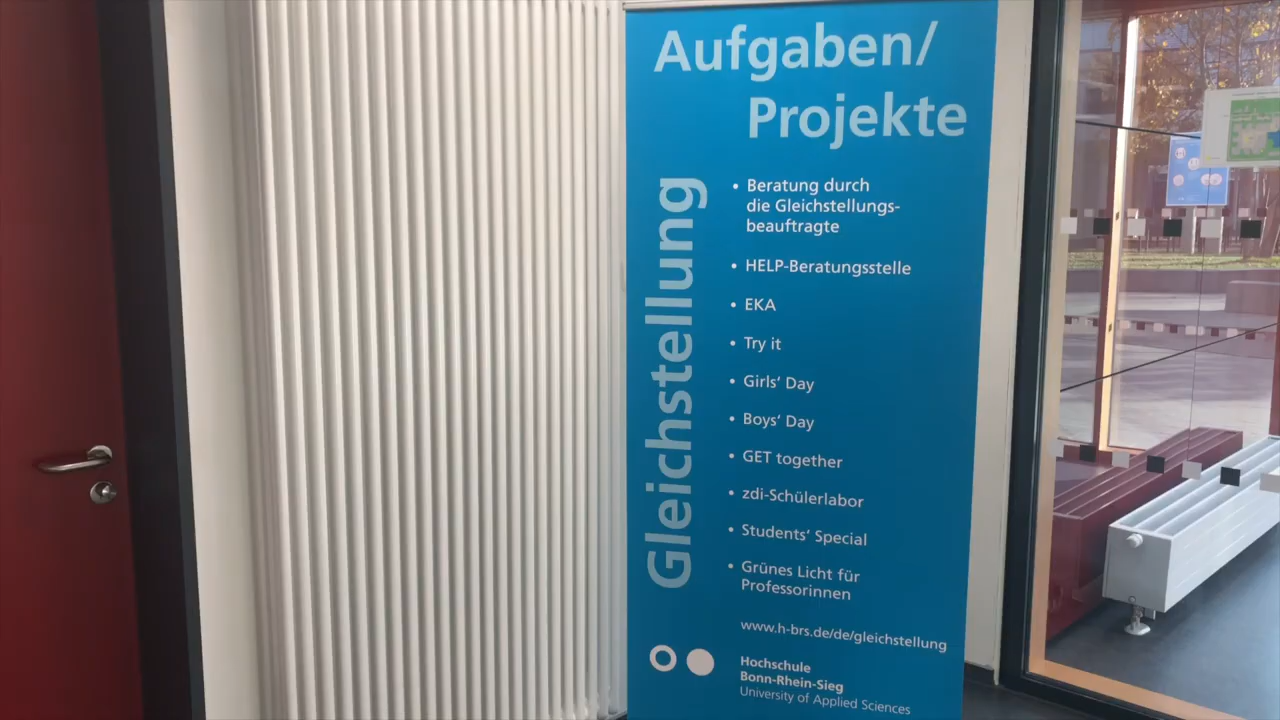 Aufgaben/
Projekte
Gleichstellung
• Beratung durch
die Gleichstellungs-
beauftragte
• HELP-Beratungsstelle
• EKA
• Try it
• Girls‘ Day
• Boys‘ Day
• GET together
• zdi-Schülerlabor
• Students‘ Special
• Grünes Licht für
Professorinnen
www.h-brs.de/de/gleichstellung
Hochschule
Bonn-Rhein-Sieg
University of Applied Sciences